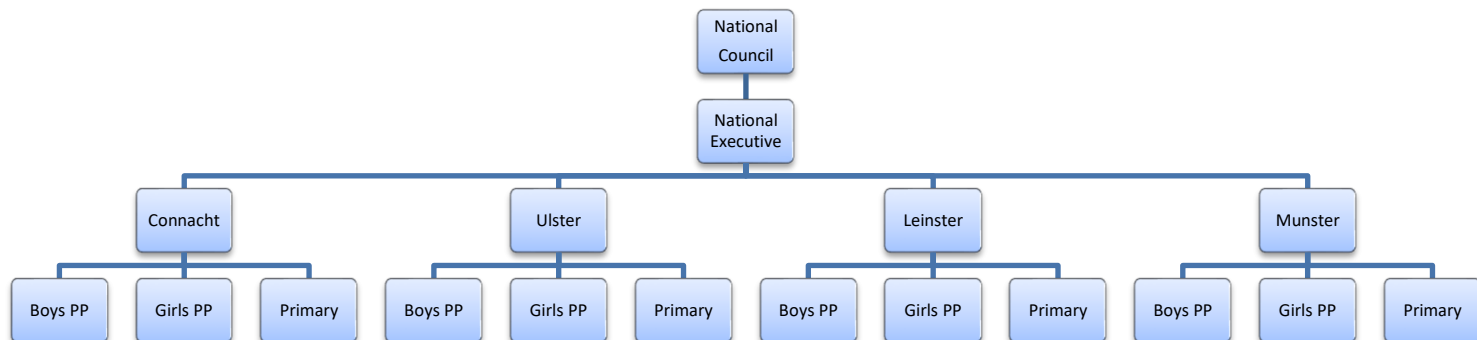 National
Council
National
Executive
Connacht
Ulster
Leinster
Munster
Boys PP
Girls PP
Primary
Boys PP
Girls PP
Primary
Boys PP
Girls PP
Primary
Boys PP
Girls PP
Primary